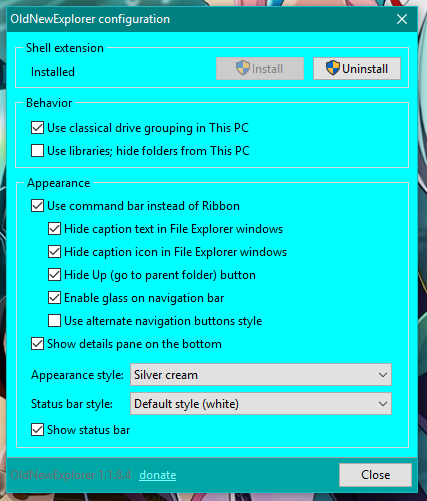 OldNewExplorer configuration
Shell extension
Installed
Install
Uninstall
Behavior
Use classical drive grouping in This PC
Use libraries; hide folders from This PC
Appearance
Use command bar instead of Ribbon
Hide caption text in File Explorer windows
Hide caption icon in File Explorer windows
Hide Up (go to parent folder) button
Enable glass on navigation bar
Use alternate navigation buttons style
Show details pane on the bottom
Appearance style: Silver cream
Status bar style: Default style (white)
Show status bar
OldNewExplorer 1.1.8.4 donate
Close